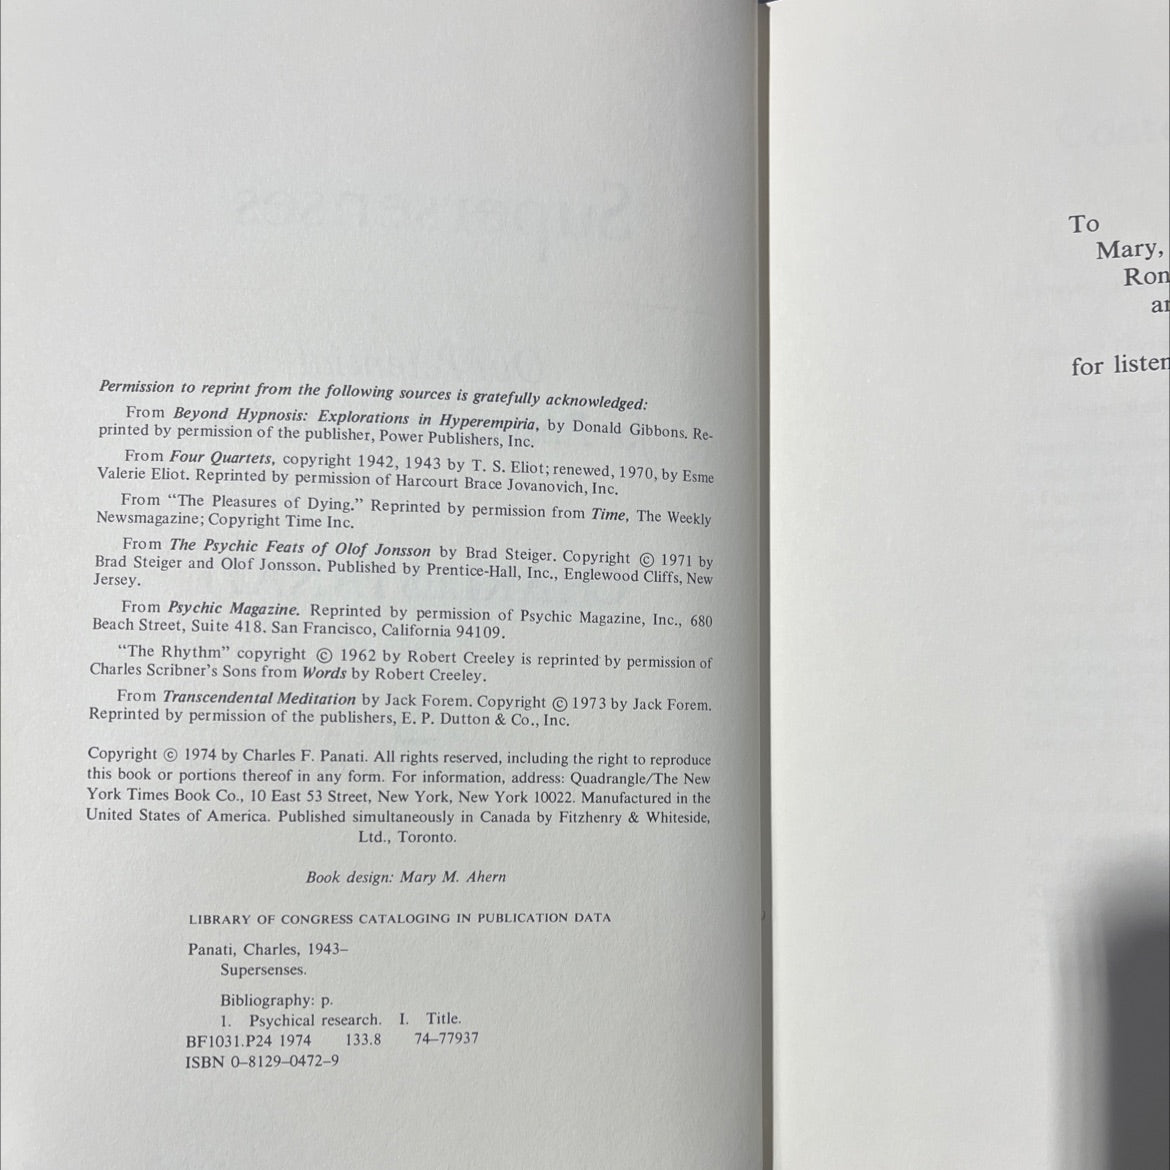 Supersenses
Permission to reprint from the following sources is gratefully acknowledged:
From Beyond Hypnosis: Explorations in Hyperempiria, by Donald Gibbons. Re-
printed by permission of the publisher, Power Publishers, Inc.
From Four Quartets, copyright 1942, 1943 by T. S. Eliot; renewed, 1970, by Esme
Valerie Eliot. Reprinted by permission of Harcourt Brace Jovanovich, Inc.
From “The Pleasures of Dying.” Reprinted by permission from Time, The Weekly
Newsmagazine; Copyright Time Inc.
From The Psychic Feats of Olof Jonsson by Brad Steiger. Copyright © 1971 by
Brad Steiger and Olof Jonsson. Published by Prentice-Hall, Inc., Englewood Cliffs, New
Jersey.
From Psychic Magazine. Reprinted by permission of Psychic Magazine, Inc., 680
Beach Street, Suite 418. San Francisco, California 94109.
“The Rhythm” copyright © 1962 by Robert Creeley is reprinted by permission of
Charles Scribner's Sons from Words by Robert Creeley.
From Transcendental Meditation by Jack Forem. Copyright © 1973 by Jack Forem.
Reprinted by permission of the publishers, E. P. Dutton & Co., Inc.
Copyright © 1974 by Charles F. Panati. All rights reserved, including the right to reproduce
this book or portions thereof in any form. For information, address: Quadrangle/The New
York Times Book Co., 10 East 53 Street, New York, New York 10022. Manufactured in the
United States of America. Published simultaneously in Canada by Fitzhenry & Whiteside,
Ltd., Toronto.
Book design: Mary M. Ahern
LIBRARY OF CONGRESS CATALOGING IN PUBLICATION DATA
Panati, Charles, 1943–
Supersenses.
Bibliography: p.
1. Psychical research. I. Title.
BF1031.P24 1974 133.8 74–77937
ISBN 0–8129–0472–9
To
Mary,
Ron
for